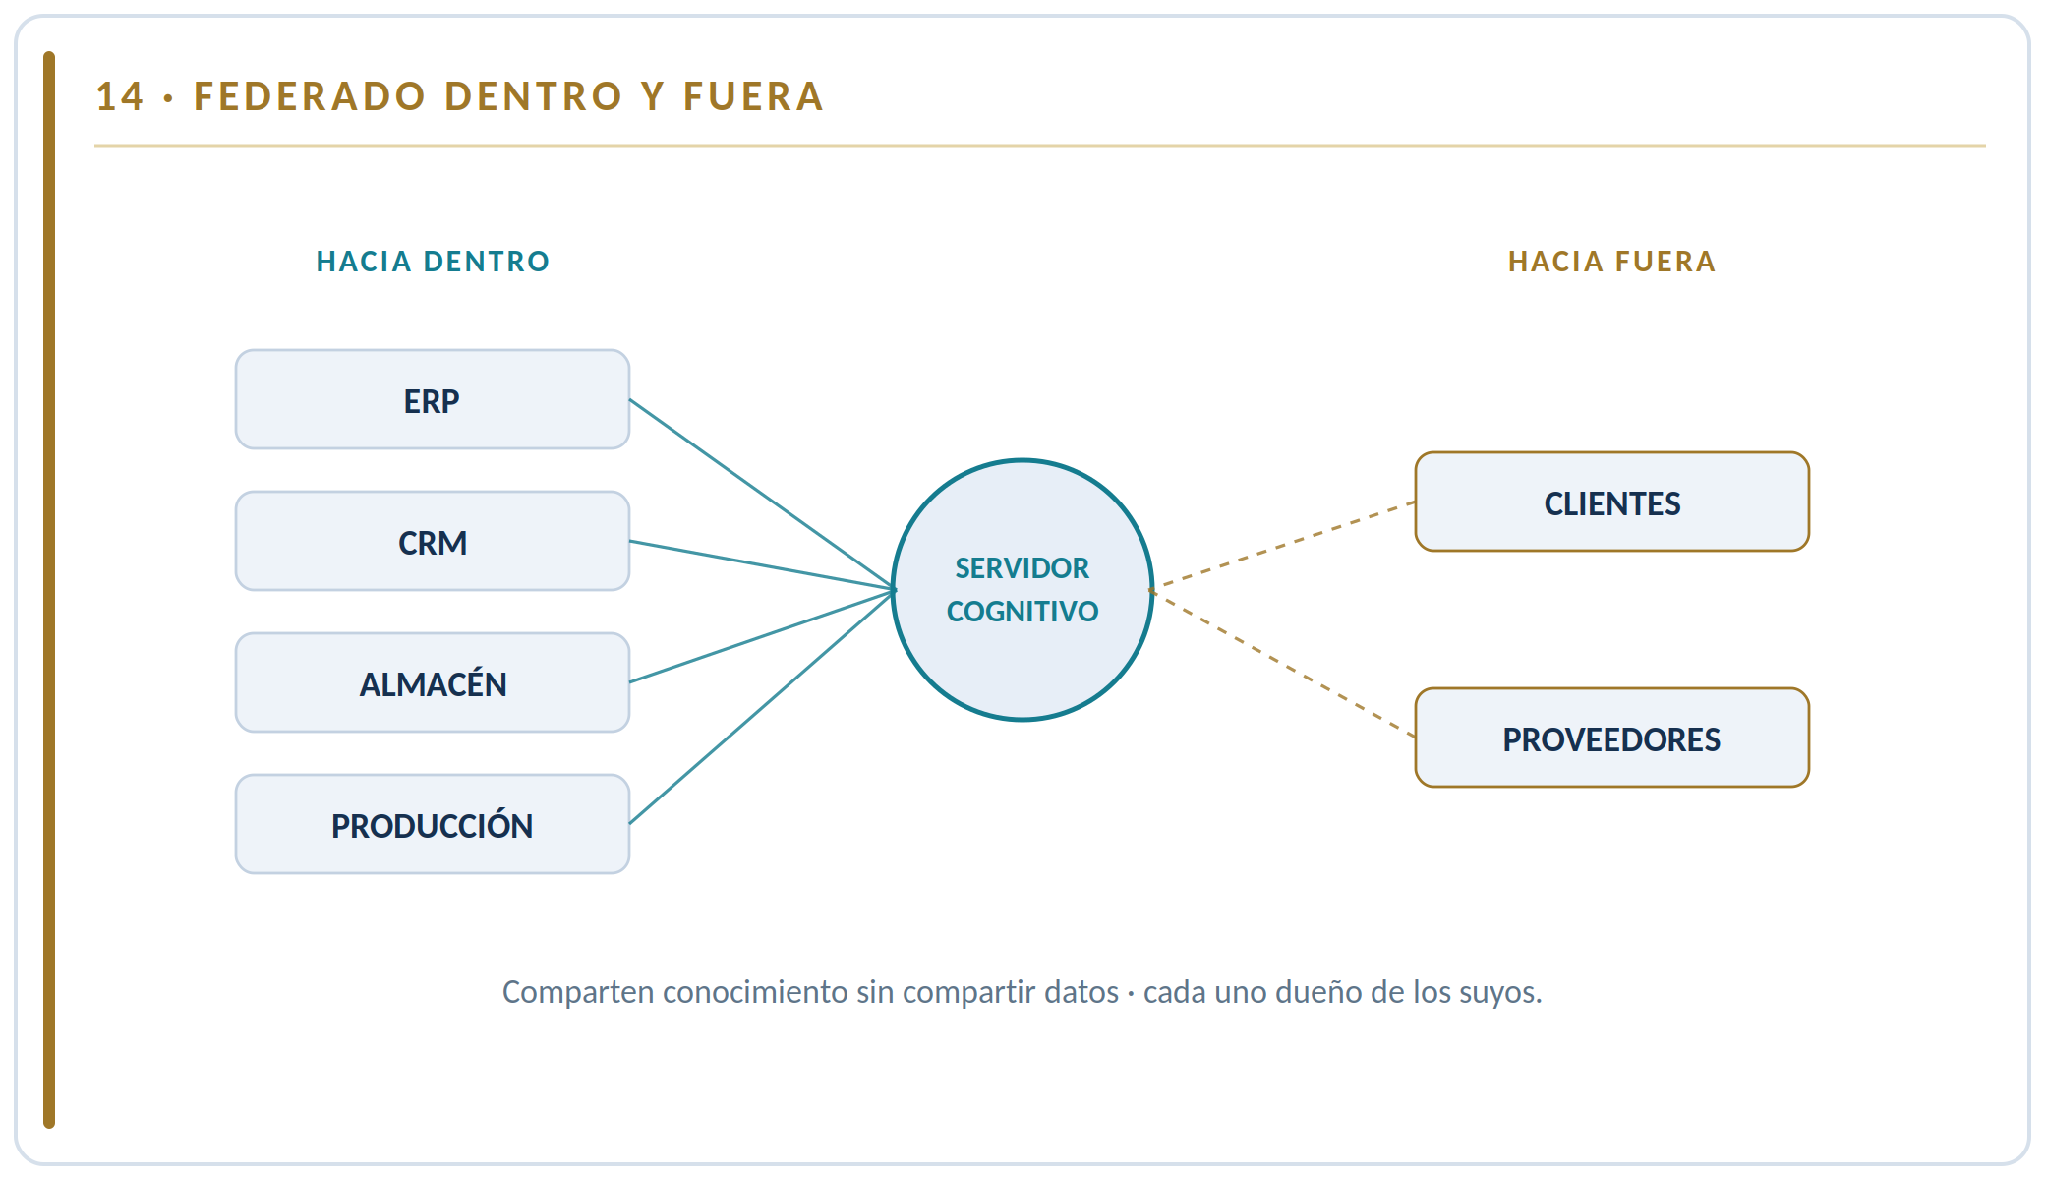 14 · FEDERADO DENTRO Y FUERA
HACIA DENTRO
HACIA FUERA
ERP
CRM
ALMACÉN
PRODUCCIÓN
SERVIDOR
COGNITIVO
CLIENTES
PROVEEDORES
Comparten conocimiento sin compartir datos · cada uno dueño de los suyos.